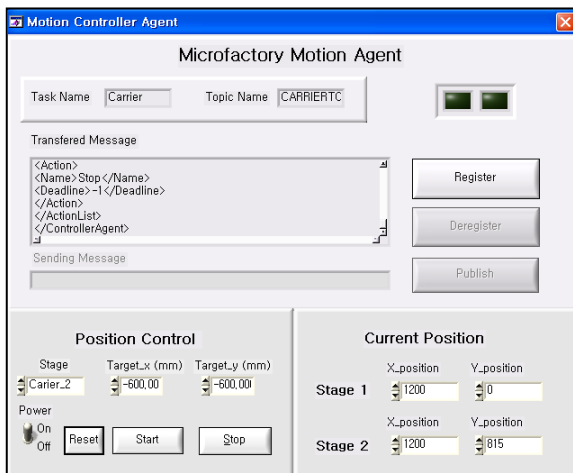 Motion Controller Agent
Microfactory Motion Agent
Task Name Carrier Topic Name CARRIERTC
Transfered Message
<Action>
<Name>Stop</Name>
<Deadline>-1</Deadline>
</Action>
</ActionList>
</ControllerAgent>
Register
Deregister
Sending Message
Publish
Position Control
Stage Target_x (mm) Target_y (mm)
Carier_2 -600,00 -600,00
Power
On
Off
Reset Start Stop
Current Position
X_position Y_position
Stage 1 1200 0
X_position Y_position
Stage 2 1200 815